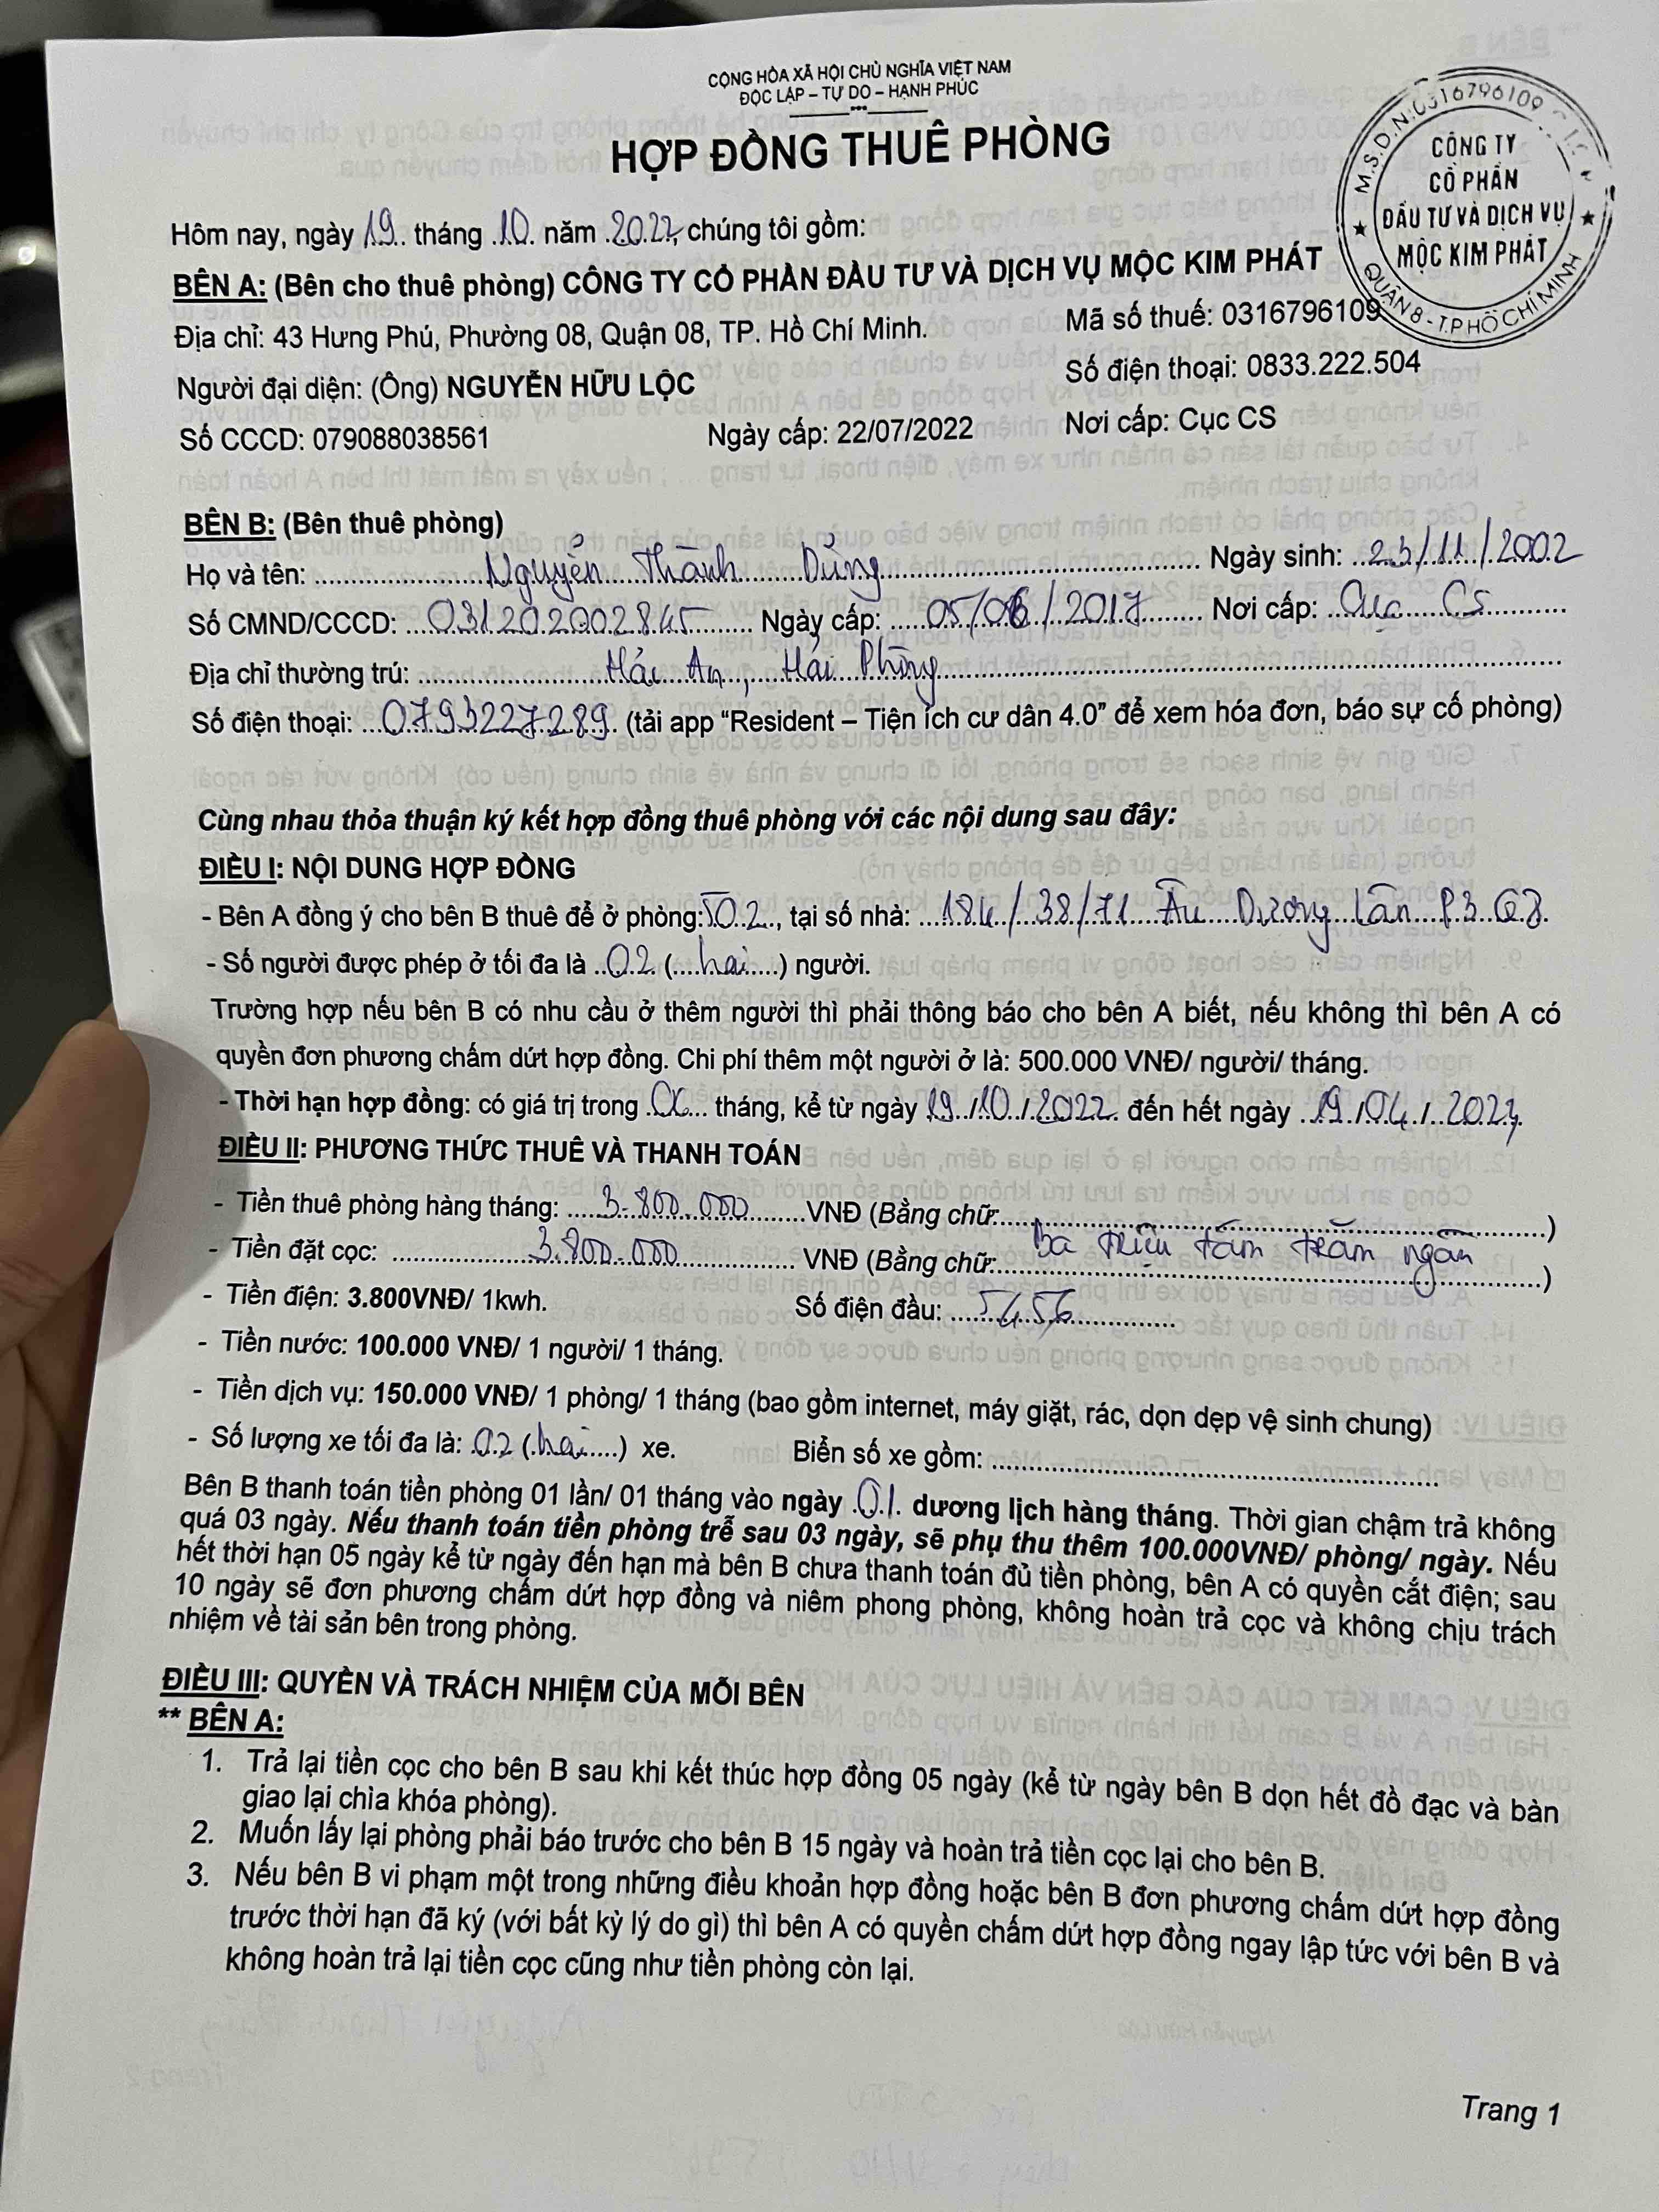 CỘNG HÒA XÃ HỘI CHỦ NGHĨA VIỆT NAM
ĐỘC LẬP – TỰ DO – HẠNH PHÚC
HỢP ĐỒNG THUÊ PHÒNG
M.S.D.N:0316796109
CÔNG TY
CỔ PHẦN
ĐẦU TƯ VÀ DỊCH VỤ
MỘC KIM PHÁT
QUẬN 8 - T.P HỒ CHÍ MINH
Hôm nay, ngày 19 tháng 10 năm 2022, chúng tôi gồm:
BÊN A: (Bên cho thuê phòng) CÔNG TY CỔ PHẦN ĐẦU TƯ VÀ DỊCH VỤ MỘC KIM PHÁT
Địa chỉ: 43 Hưng Phú, Phường 08, Quận 08, TP. Hồ Chí Minh. Mã số thuế: 0316796109
Người đại diện: (Ông) NGUYỄN HỮU LỘC Số điện thoại: 0833.222.504
Số CCCD: 079088038561 Ngày cấp: 22/07/2022 Nơi cấp: Cục CS
BÊN B: (Bên thuê phòng)
Họ và tên: Nguyễn Thành Dũng Ngày sinh: 23/11/2002
Số CMND/CCCD: 031202002845 Ngày cấp: 05/06/2017 Nơi cấp: Cục CS
Địa chỉ thường trú: Hải An, Hải Phòng
Số điện thoại: 0793227289 (tải app “Resident – Tiện ích cư dân 4.0” để xem hóa đơn, báo sự cố phòng)
Cùng nhau thỏa thuận ký kết hợp đồng thuê phòng với các nội dung sau đây:
ĐIỀU I: NỘI DUNG HỢP ĐỒNG
- Bên A đồng ý cho bên B thuê để ở phòng: 502, tại số nhà: 184/38/71 Âu Dương Lân P3 Q8.
- Số người được phép ở tối đa là 02 (hai) người.
Trường hợp nếu bên B có nhu cầu ở thêm người thì phải thông báo cho bên A biết, nếu không thì bên A có
quyền đơn phương chấm dứt hợp đồng. Chi phí thêm một người ở là: 500.000 VNĐ/ người/ tháng.
- Thời hạn hợp đồng: có giá trị trong 06 tháng, kể từ ngày 19/10/2022 đến hết ngày 19/04/2023
ĐIỀU II: PHƯƠNG THỨC THUÊ VÀ THANH TOÁN
- Tiền thuê phòng hàng tháng: 3.800.000 VNĐ (Bằng chữ: )
- Tiền đặt cọc: 3.800.000 VNĐ (Bằng chữ: Ba triệu tám trăm ngàn )
- Tiền điện: 3.800VNĐ/ 1kwh. Số điện đầu: 5456
- Tiền nước: 100.000 VNĐ/ 1 người/ 1 tháng.
- Tiền dịch vụ: 150.000 VNĐ/ 1 phòng/ 1 tháng (bao gồm internet, máy giặt, rác, dọn dẹp vệ sinh chung)
- Số lượng xe tối đa là: 02 (hai) xe. Biển số xe gồm:
Bên B thanh toán tiền phòng 01 lần/ 01 tháng vào ngày 01 dương lịch hàng tháng. Thời gian chậm trả không
quá 03 ngày. Nếu thanh toán tiền phòng trễ sau 03 ngày, sẽ phụ thu thêm 100.000VNĐ/ phòng/ ngày. Nếu
hết thời hạn 05 ngày kể từ ngày đến hạn mà bên B chưa thanh toán đủ tiền phòng, bên A có quyền cắt điện; sau
10 ngày sẽ đơn phương chấm dứt hợp đồng và niêm phong phòng, không hoàn trả cọc và không chịu trách
nhiệm về tài sản bên trong phòng.
ĐIỀU III: QUYỀN VÀ TRÁCH NHIỆM CỦA MỖI BÊN
** BÊN A:
1. Trả lại tiền cọc cho bên B sau khi kết thúc hợp đồng 05 ngày (kể từ ngày bên B dọn hết đồ đạc và bàn
giao lại chìa khóa phòng).
2. Muốn lấy lại phòng phải báo trước cho bên B 15 ngày và hoàn trả tiền cọc lại cho bên B.
3. Nếu bên B vi phạm một trong những điều khoản hợp đồng hoặc bên B đơn phương chấm dứt hợp đồng
trước thời hạn đã ký (với bất kỳ lý do gì) thì bên A có quyền chấm dứt hợp đồng ngay lập tức với bên B và
không hoàn trả lại tiền cọc cũng như tiền phòng còn lại.
Trang 1